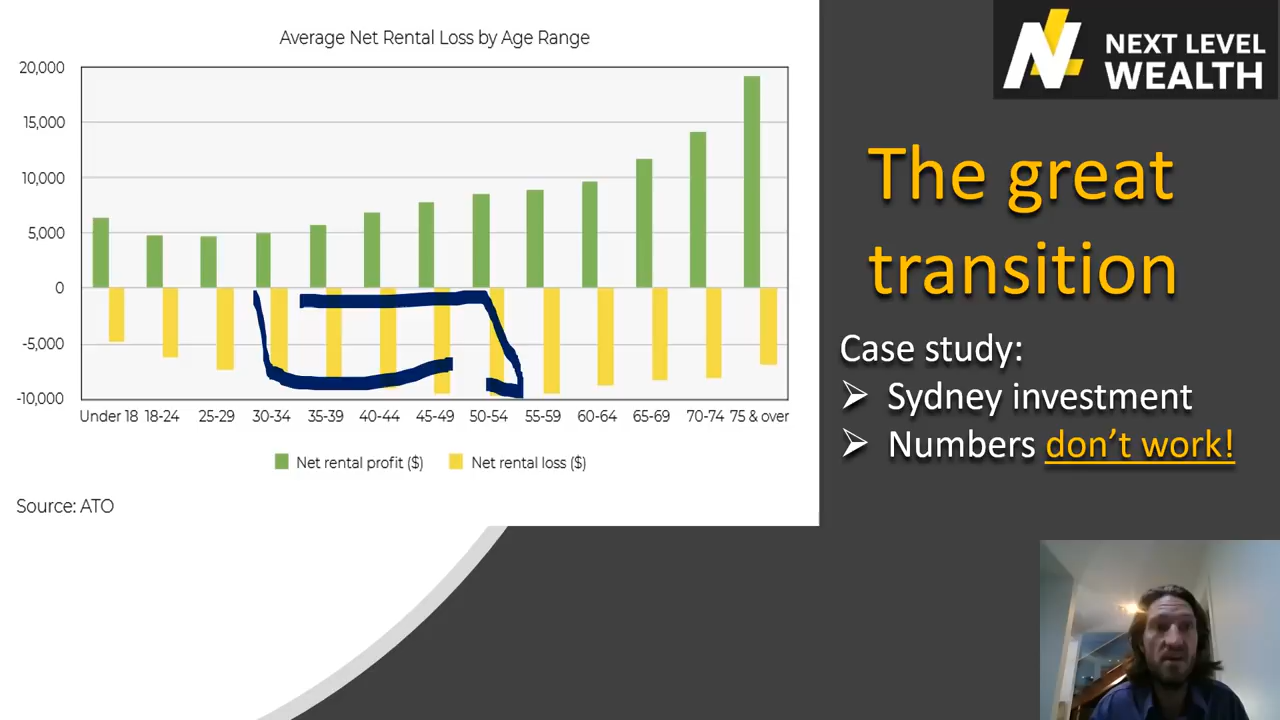 Average Net Rental Loss by Age Range
20,000
15,000
10,000
5,000
0
-5,000
-10,000
Under 18 18-24 25-29 30-34 35-39 40-44 45-49 50-54 55-59 60-64 65-69 70-74 75 & over
Net rental profit ($) Net rental loss ($)
Source: ATO
NEXT LEVEL
WEALTH
The great
transition
Case study:
➢ Sydney investment
➢ Numbers don’t work!